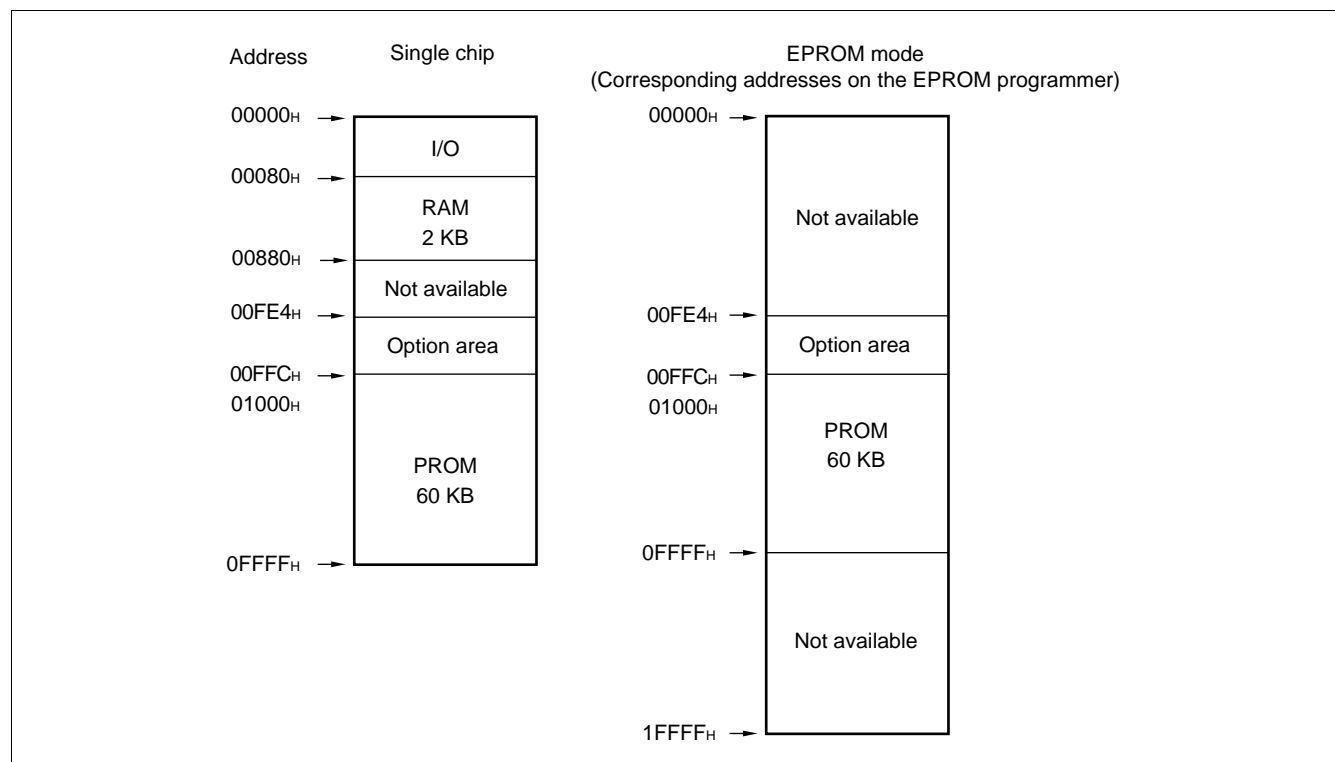 Address
Single chip
00000H
I/O
00080H
RAM
2 KB
00880H
Not available
00FE4H
Option area
00FFCH
01000H
PROM
60 KB
0FFFFH
EPROM mode
(Corresponding addresses on the EPROM programmer)
00000H
Not available
00FE4H
Option area
00FFCH
01000H
PROM
60 KB
0FFFFH
Not available
1FFFFH